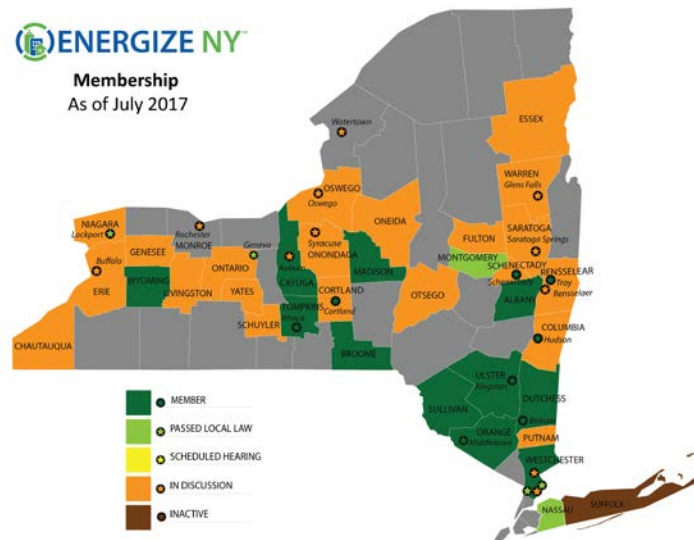 ENERGIZE NY™
Membership
As of July 2017
ESSEX
Watertown
WARREN
Glens Falls
OSWEGO
Oswego
ONEIDA
SARATOGA
Saratoga Springs
NIAGARA
Lockport
Rochester
MONROE
Geneva
Syracuse
ONONDAGA
FULTON
MONTGOMERY
SCHENECTADY
Schenectady
RENSSELEAR
Troy
Rensselaer
Buffalo
GENESEE
ERIE
WYOMING
LIVINGSTON
ONTARIO
YATES
Auburn
CAYUGA
MADISON
CORTLAND
Cortland
OTSEGO
ALBANY
TOMPKINS
Ithaca
SCHUYLER
COLUMBIA
Hudson
CHAUTAUQUA
BROOME
ULSTER
Kingston
DUTCHESS
SULLIVAN
Beacon
ORANGE
Middletown
PUTNAM
WESTCHESTER
NASSAU
SUFFOLK
MEMBER
PASSED LOCAL LAW
SCHEDULED HEARING
IN DISCUSSION
INACTIVE